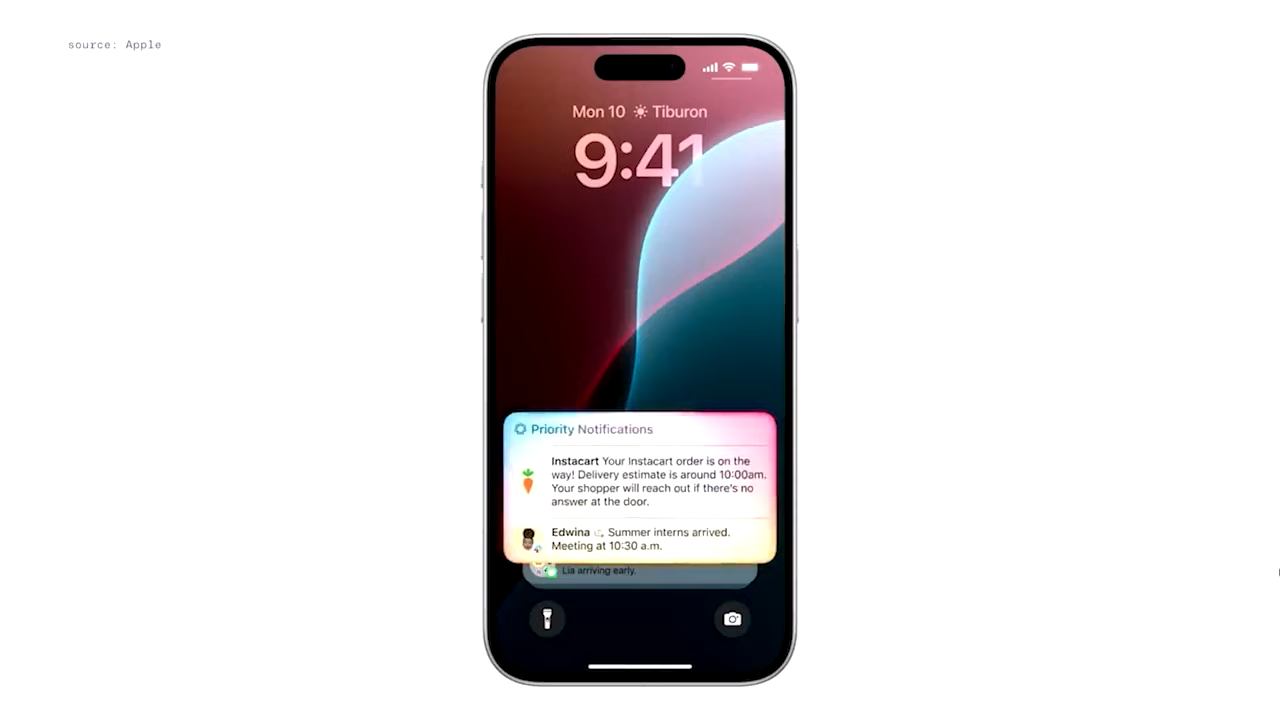 source: Apple
Mon 10 Tiburon
9:41
Priority Notifications
Instacart Your Instacart order is on the
way! Delivery estimate is around 10:00am.
Your shopper will reach out if there's no
answer at the door.
Edwina Summer interns arrived.
Meeting at 10:30 a.m.
Lia arriving early.